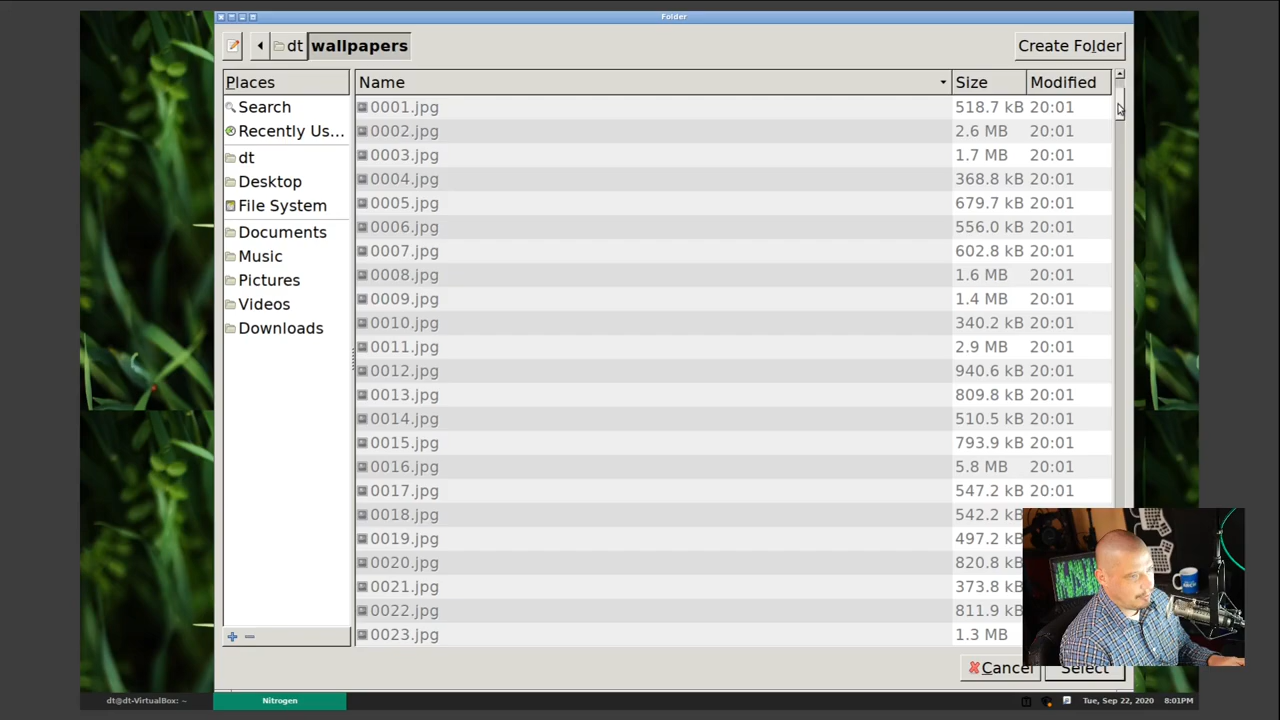 Folder
dt wallpapers Create Folder
Places Name Size Modified
Search 0001.jpg 518.7 kB 20:01
Recently Us... 0002.jpg 2.6 MB 20:01
0003.jpg 1.7 MB 20:01
dt
Desktop 0004.jpg 368.8 kB 20:01
File System 0005.jpg 679.7 kB 20:01
Documents 0006.jpg 556.0 kB 20:01
Music 0007.jpg 602.8 kB 20:01
Pictures 0008.jpg 1.6 MB 20:01
Videos 0009.jpg 1.4 MB 20:01
Downloads 0010.jpg 340.2 kB 20:01
0011.jpg 2.9 MB 20:01
0012.jpg 940.6 kB 20:01
0013.jpg 809.8 kB 20:01
0014.jpg 510.5 kB 20:01
0015.jpg 793.9 kB 20:01
0016.jpg 5.8 MB 20:01
0017.jpg 547.2 kB 20:01
0018.jpg 542.2 kB
0019.jpg 497.2 kB
0020.jpg 820.8 kB
0021.jpg 373.8 kB
0022.jpg 811.9 kB
0023.jpg 1.3 MB
Cancel Select
dt@dt-VirtualBox: ~ Nitrogen Tue, Sep 22, 2020 8:01PM